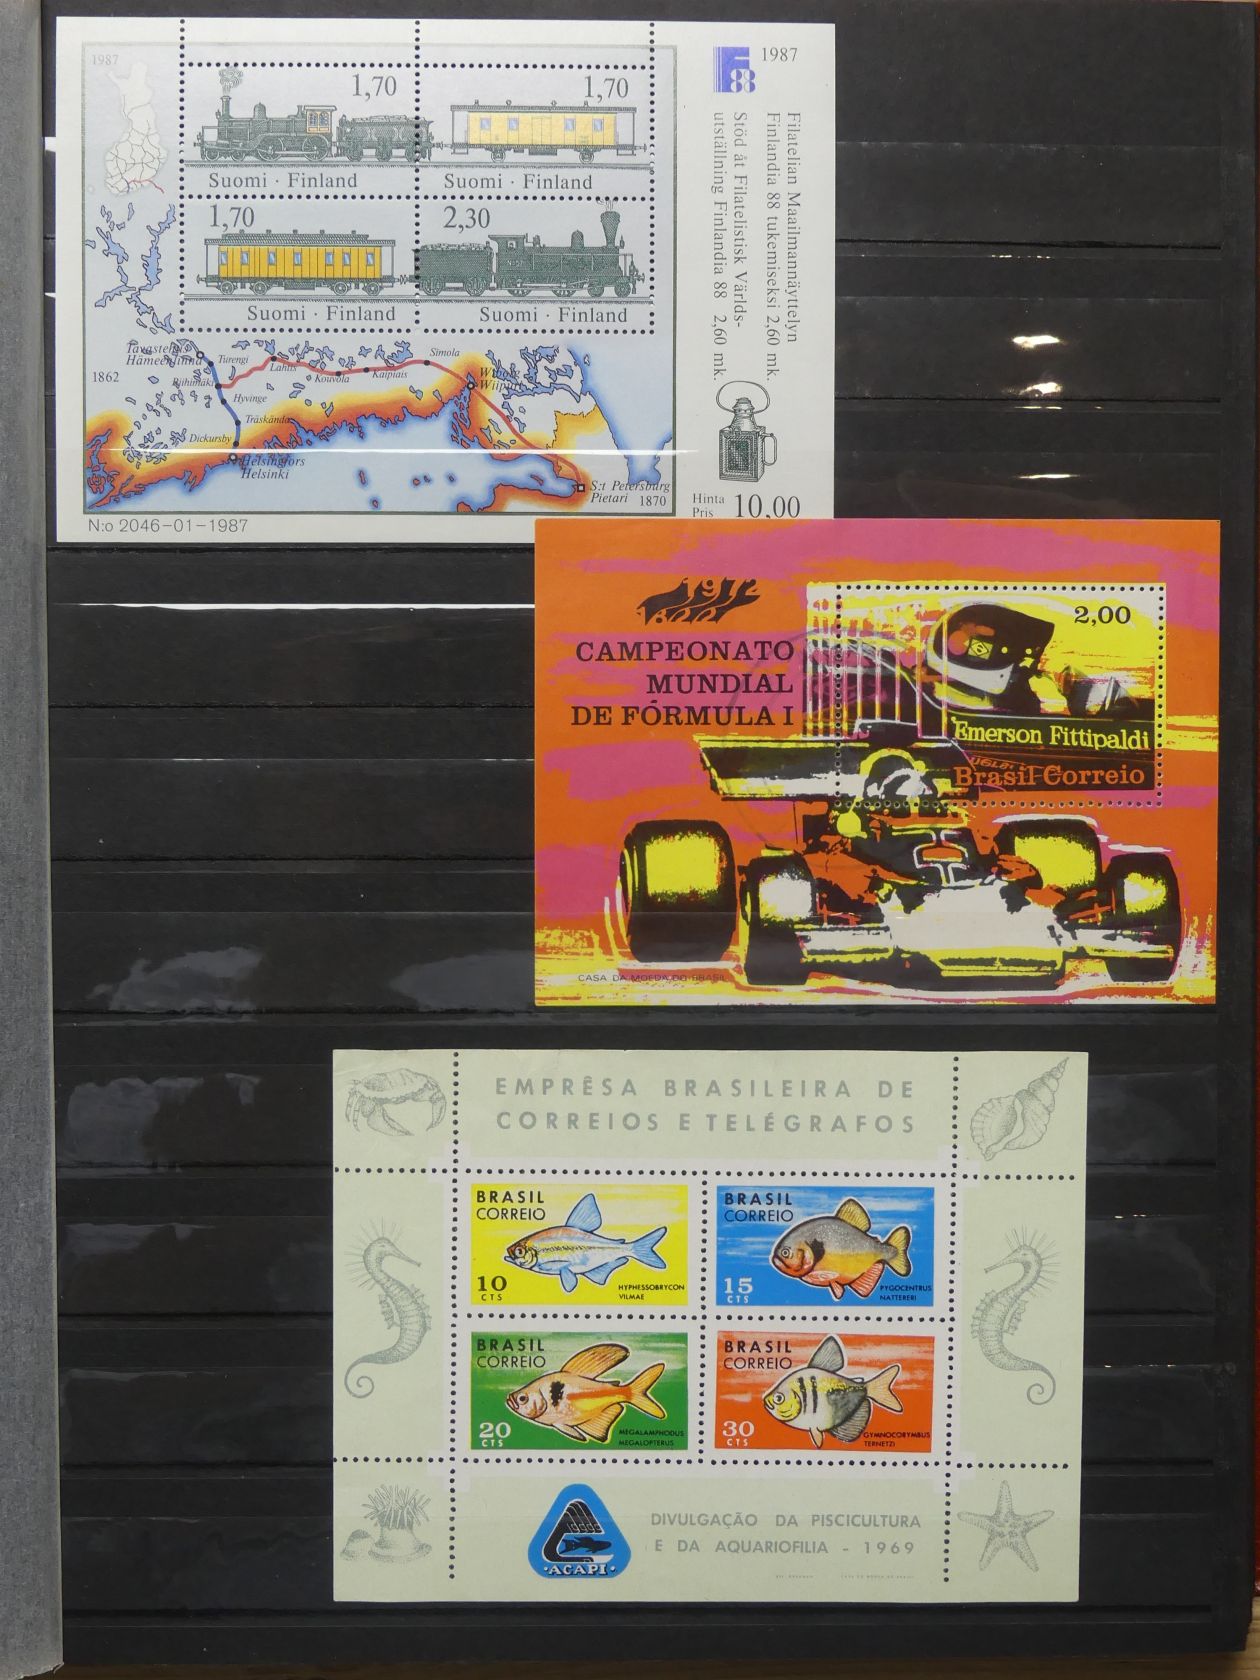 1987
1,70
1,70
Suomi · Finland
Suomi · Finland
1,70
2,30
Suomi · Finland
Suomi · Finland
F
88
1987
Filatelian Maailmannäyttelyn
Finlandia 88 tukemiseksi 2,60 mk.
Stöd åt Filatelistisk Världs-
utställning Finlandia 88 2,60 mk.
Tavastehus
Hämeenlinna
Turengi
Lahtis
Simola
1862
Riihimäki
Kouvola
Kaipiais
Wiborg
Wiipuri
Hyvinge
Träskända
Dickursby
Helsingfors
Helsinki
S:t Petersburg
Pietari
1870
Hinta
Pris
10,00
N:o 2046-01-1987
1972
1822
CAMPEONATO
MUNDIAL
DE FÓRMULA I
2,00
Emerson Fittipaldi
Brasil Correio
CASA DA MOEDA DO BRASIL
EMPRÊSA BRASILEIRA DE
CORREIOS E TELÉGRAFOS
BRASIL
CORREIO
10
CTS
HYPHESSOBRYCON
VILMAE
BRASIL
CORREIO
15
CTS
PYGOCENTRUS
NATTERERI
BRASIL
CORREIO
20
CTS
MEGALAMPHODUS
MEGALOPTERUS
BRASIL
CORREIO
30
CTS
GYMNOCORYMBUS
TERNETZI
·ACAPI·
DIVULGAÇÃO DA PISCICULTURA
E DA AQUARIOFILIA - 1969